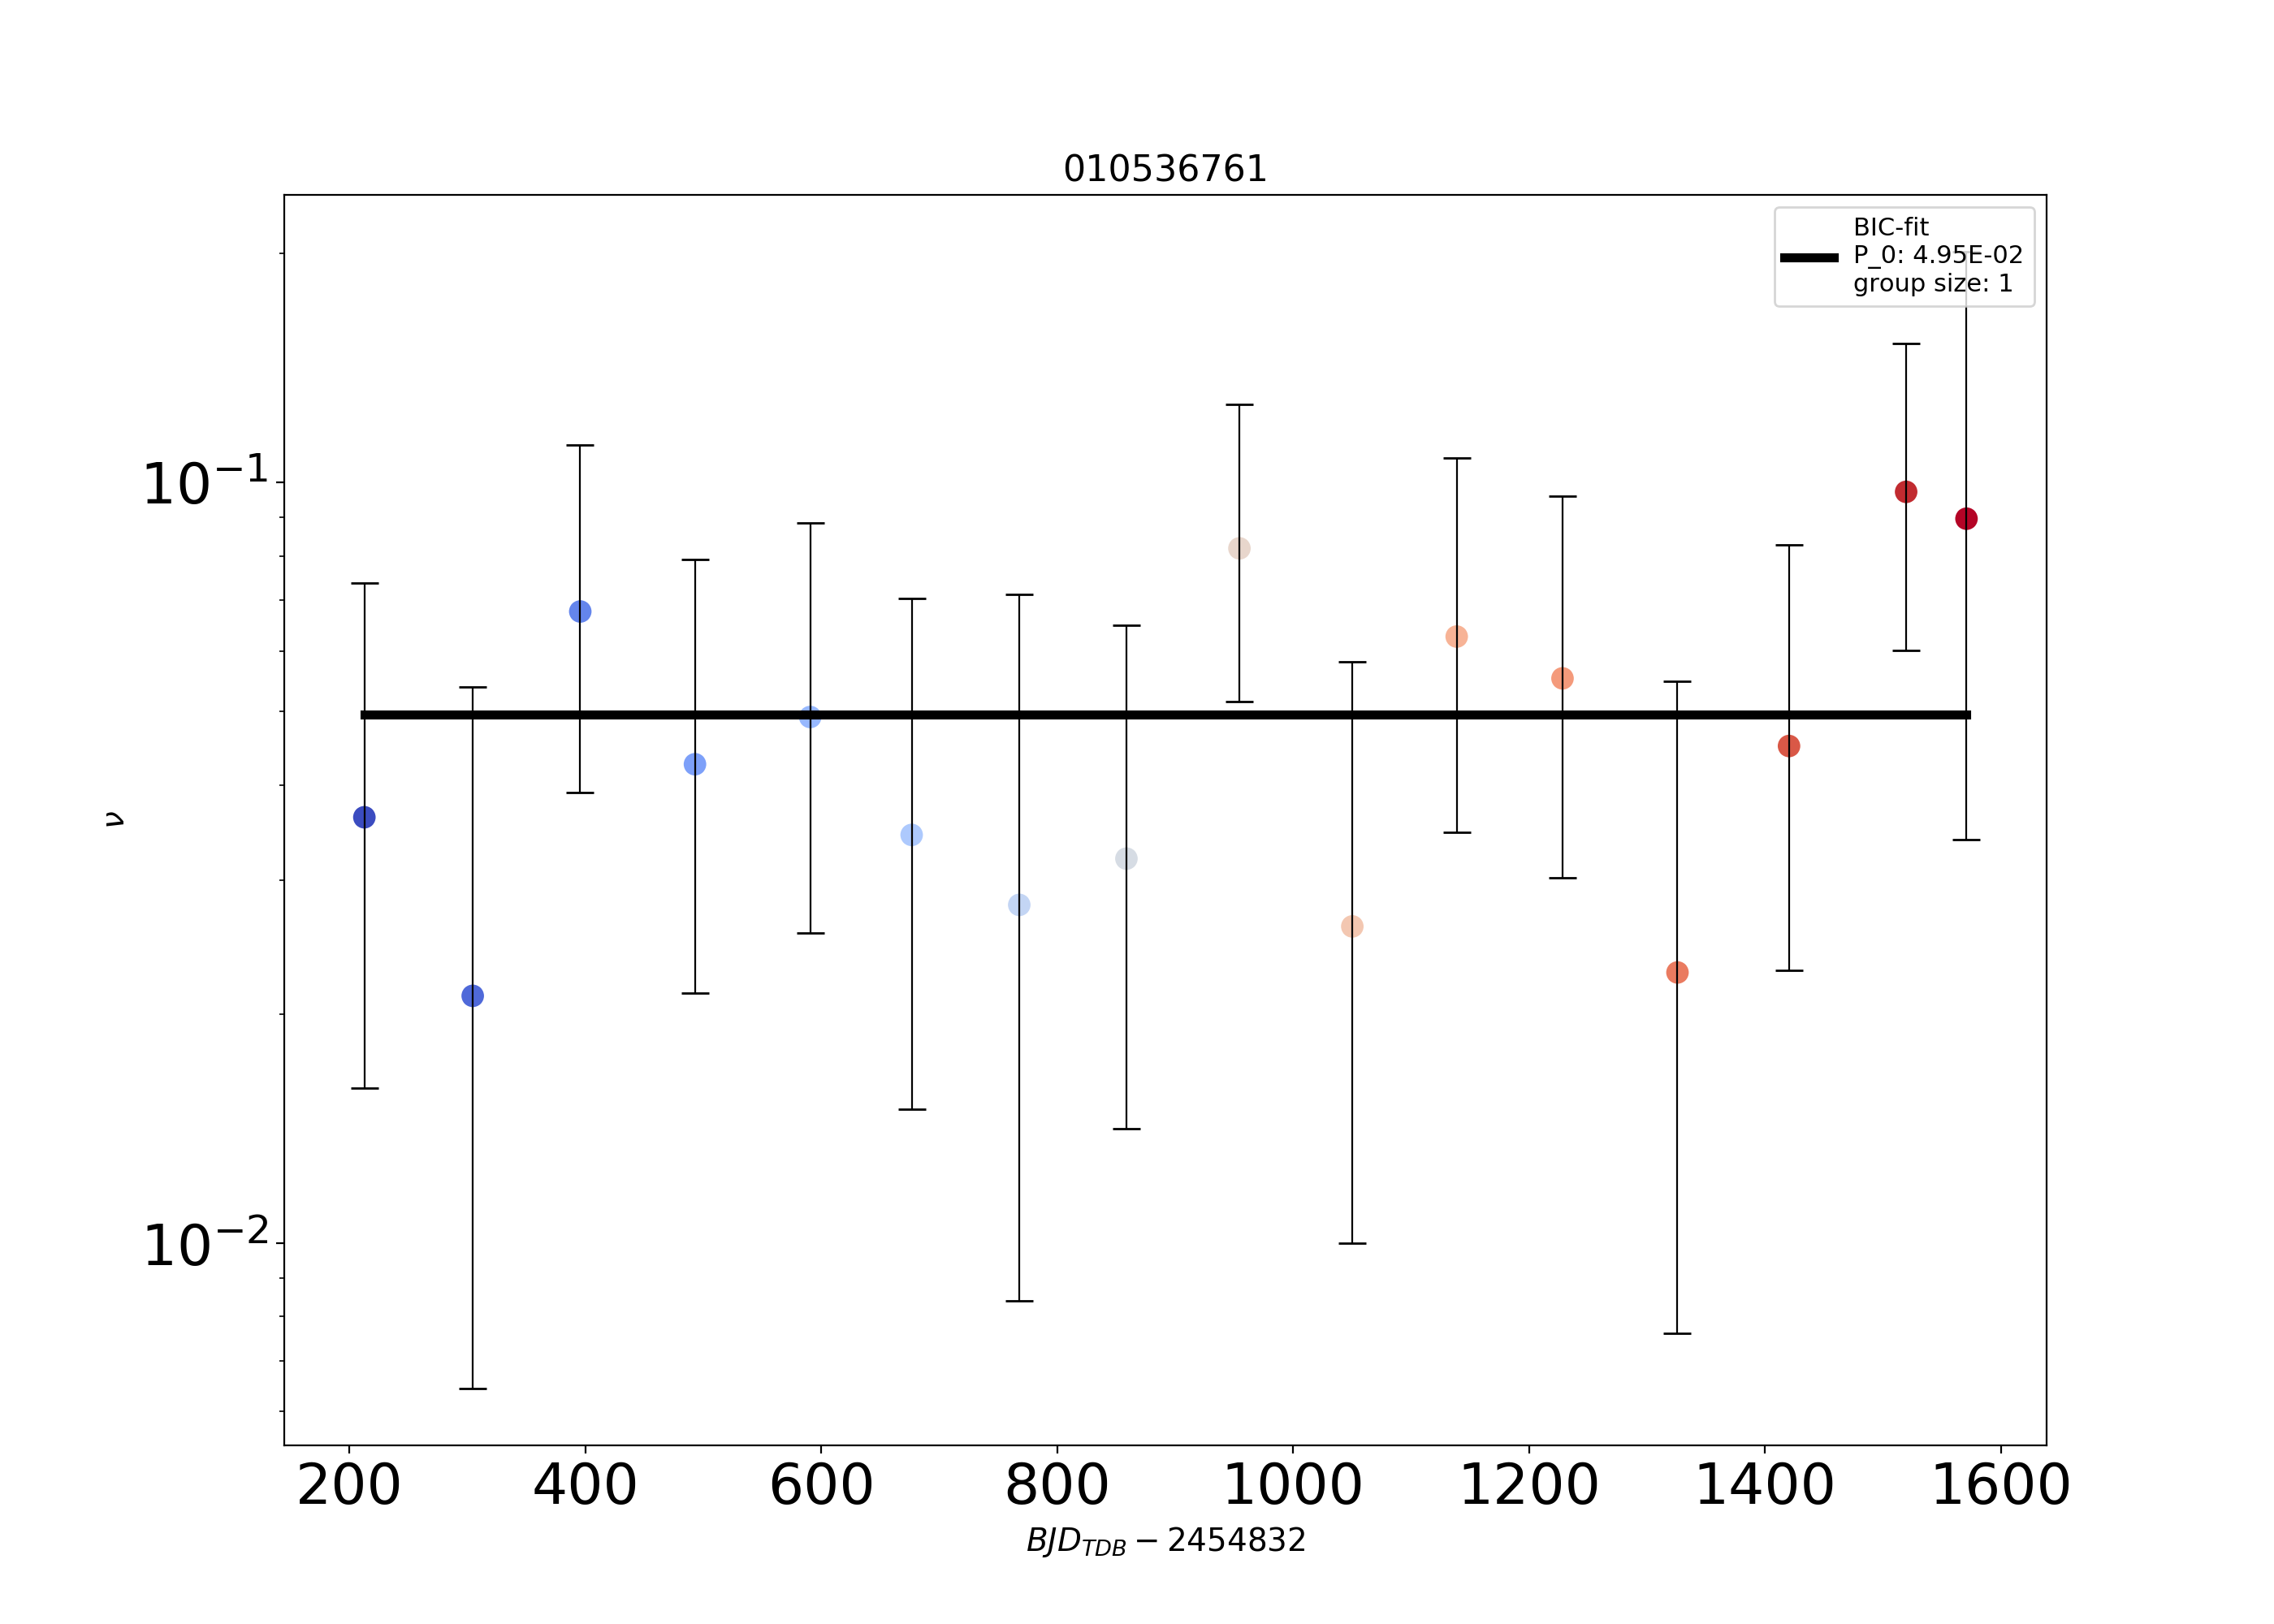 010536761
BIC-fit
P_0: 4.95E-02
group size: 1
10⁻¹
10⁻²
ν
200 400 600 800 1000 1200 1400 1600
BJD_TDB − 2454832